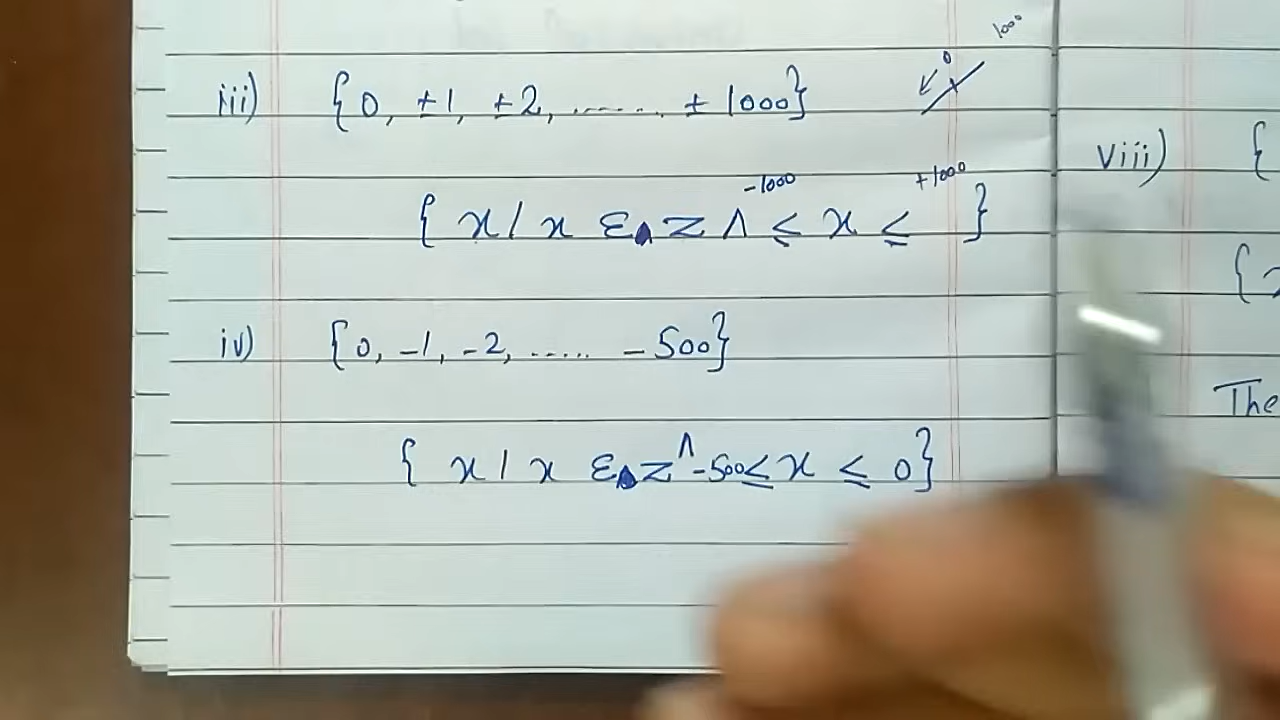 1000
0
iii) {0, ±1, ±2, ....... ± 1000}
-1000 +1000
{ x / x ε z ∧ ≤ x ≤ }
iv) {0, -1, -2, ..... - 500}
{ x / x ε z ∧ -500 ≤ x ≤ 0}
viii) {
{
The